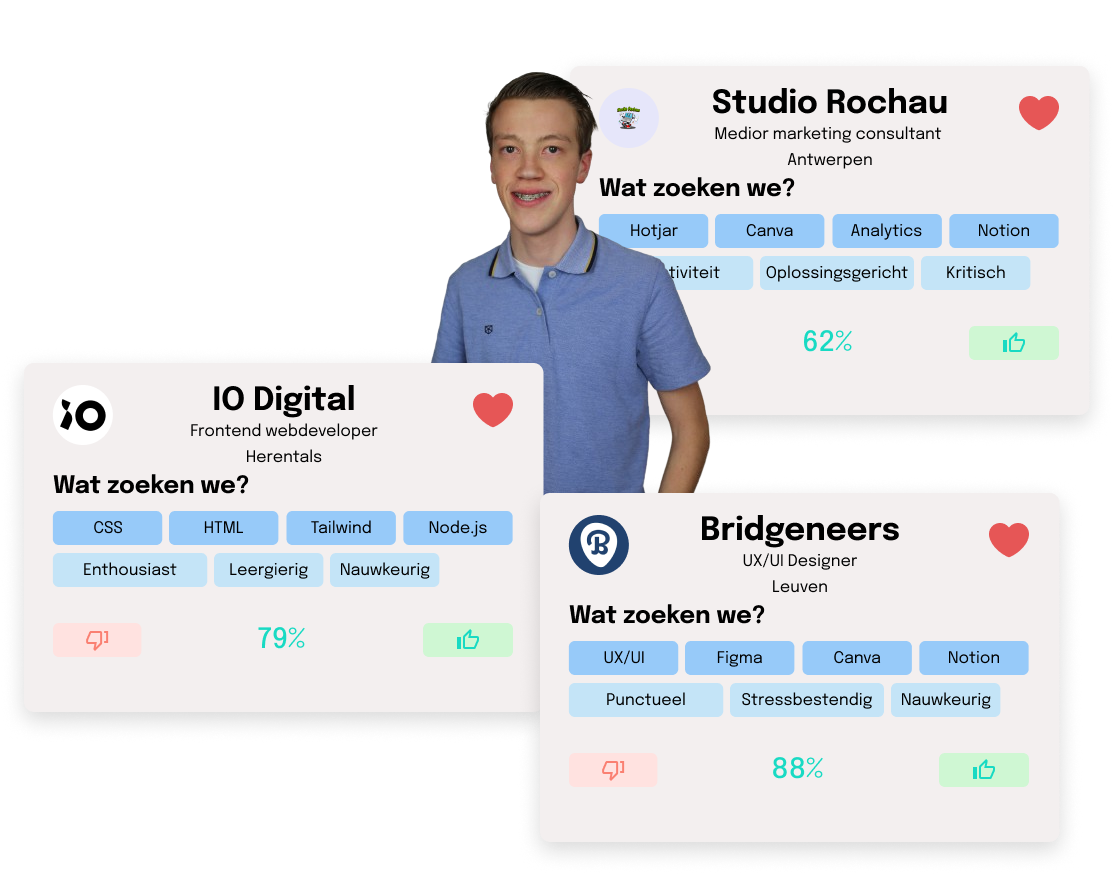 Studio Rochau
Medior marketing consultant
Antwerpen
Wat zoeken we?
Hotjar Canva Analytics Notion
tiviteit Oplossingsgericht Kritisch
62%
iO
IO Digital
Frontend webdeveloper
Herentals
Wat zoeken we?
CSS HTML Tailwind Node.js
Enthousiast Leergierig Nauwkeurig
79%
B
Bridgeneers
UX/UI Designer
Leuven
Wat zoeken we?
UX/UI Figma Canva Notion
Punctueel Stressbestendig Nauwkeurig
88%